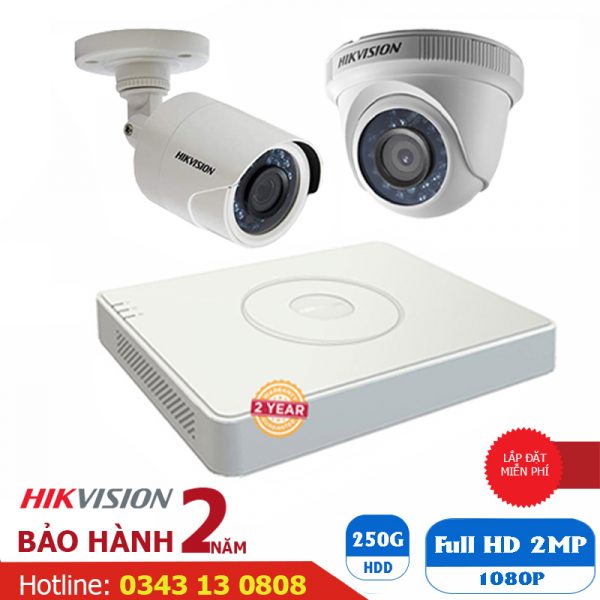 HIKVISION
HIKVISION
2 YEAR
LẮP ĐẶT
MIỄN PHÍ
HIKVISION
BẢO HÀNH 2 NĂM
250G
HDD
Full HD 2MP
1080P
Hotline: 0343 13 0808